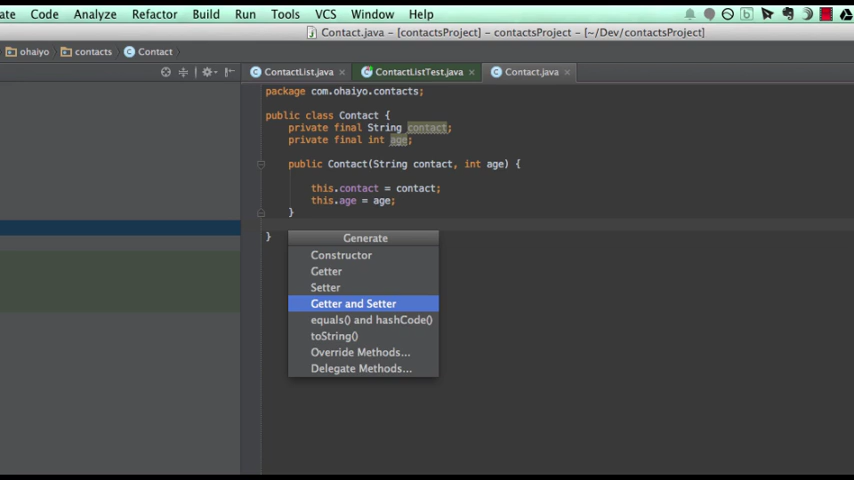 ate Code Analyze Refactor Build Run Tools VCS Window Help
Contact.java - [contactsProject] - contactsProject - [~/Dev/contactsProject]
ohaiyo contacts Contact
ContactList.java ContactListTest.java Contact.java
package com.ohaiyo.contacts;
public class Contact {
private final String contact;
private final int age;
public Contact(String contact, int age) {
this.contact = contact;
this.age = age;
}
}
Generate
Constructor
Getter
Setter
Getter and Setter
equals() and hashCode()
toString()
Override Methods...
Delegate Methods...